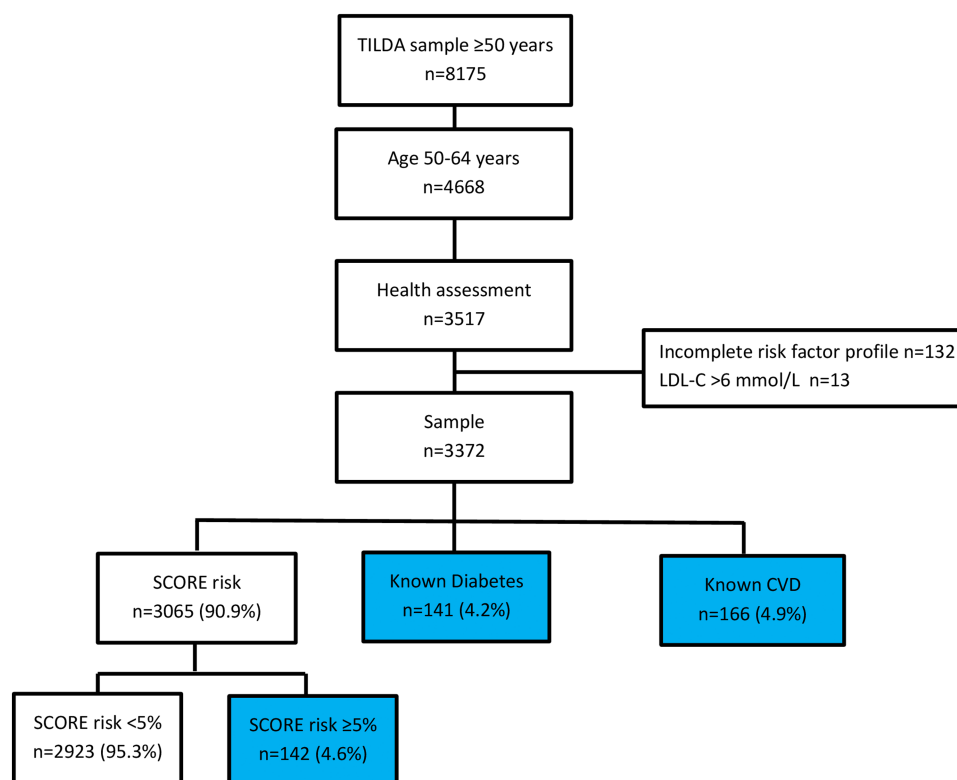 TILDA sample ≥50 years
n=8175
Age 50-64 years
n=4668
Health assessment
n=3517
Incomplete risk factor profile n=132
LDL-C >6 mmol/L  n=13
Sample
n=3372
SCORE risk
n=3065 (90.9%)
Known Diabetes
n=141 (4.2%)
Known CVD
n=166 (4.9%)
SCORE risk <5%
n=2923 (95.3%)
SCORE risk ≥5%
n=142 (4.6%)